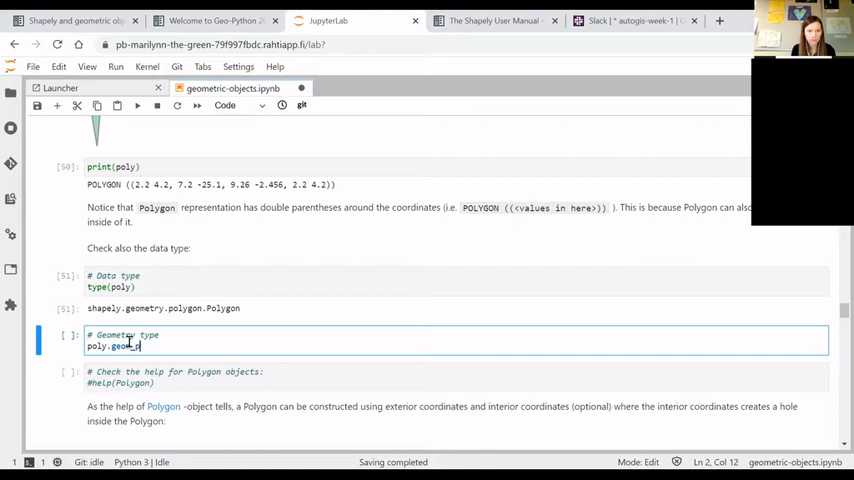 Shapely and geometric obj
Welcome to Geo-Python 20
JupyterLab
The Shapely User Manual —
Slack | * autogis-week-1 | Co
pb-marilynn-the-green-79f997fbdc.rahtiapp.fi/lab?
File Edit View Run Kernel Git Tabs Settings Help
Launcher
geometric-objects.ipynb
Code
git
[50]: print(poly)
POLYGON ((2.2 4.2, 7.2 -25.1, 9.26 -2.456, 2.2 4.2))
Notice that Polygon representation has double parentheses around the coordinates (i.e. POLYGON ((<values in here>)) ). This is because Polygon can also
inside of it.
Check also the data type:
[51]: # Data type
type(poly)
[51]: shapely.geometry.polygon.Polygon
[ ]: # Geometry type
poly.geom_p
[ ]: # Check the help for Polygon objects:
#help(Polygon)
As the help of Polygon -object tells, a Polygon can be constructed using exterior coordinates and interior coordinates (optional) where the interior coordinates creates a hole
inside the Polygon:
1 1 Git: idle Python 3 | Idle Saving completed Mode: Edit Ln 2, Col 12 geometric-objects.ipynb